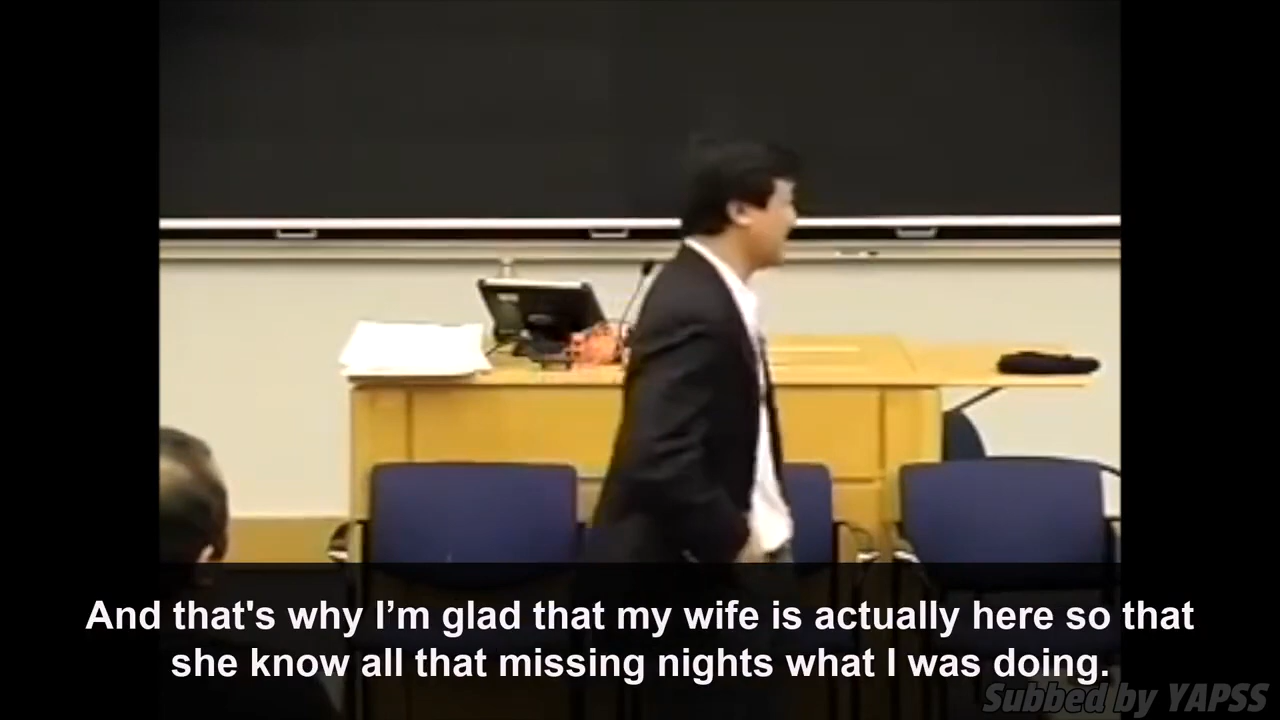 And that's why I’m glad that my wife is actually here so that
she know all that missing nights what I was doing.
Subbed by YAPSS